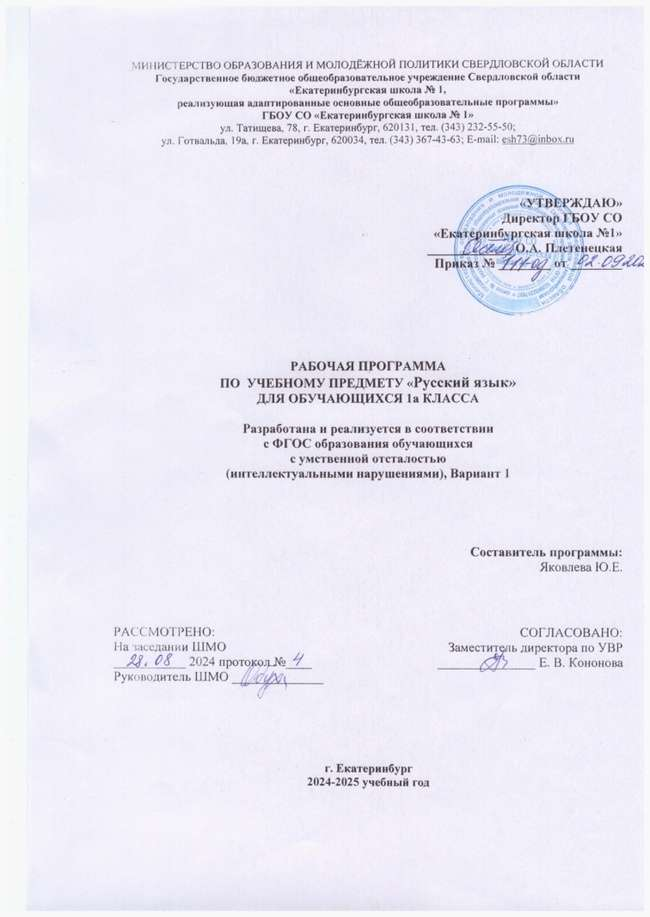 МИНИСТЕРСТВО ОБРАЗОВАНИЯ И МОЛОДЁЖНОЙ ПОЛИТИКИ СВЕРДЛОВСКОЙ ОБЛАСТИ
Государственное бюджетное общеобразовательное учреждение Свердловской области
«Екатеринбургская школа № 1,
реализующая адаптированные основные общеобразовательные программы»
ГБОУ СО «Екатеринбургская школа № 1»
ул. Татищева, 78, г. Екатеринбург, 620131, тел. (343) 232-55-50;
ул. Готвальда, 19а, г. Екатеринбург, 620034, тел. (343) 367-43-63; E-mail: esh73@inbox.ru
«УТВЕРЖДАЮ»
Директор ГБОУ СО
«Екатеринбургская школа №1»
О.А. Плетенецкая
Приказ № от 02.09.20
РАБОЧАЯ ПРОГРАММА
ПО УЧЕБНОМУ ПРЕДМЕТУ «Русский язык»
ДЛЯ ОБУЧАЮЩИХСЯ 1а КЛАССА
Разработана и реализуется в соответствии
с ФГОС образования обучающихся
с умственной отсталостью
(интеллектуальными нарушениями), Вариант 1
Составитель программы:
Яковлева Ю.Е.
РАССМОТРЕНО:
На заседании ШМО
28.08 2024 протокол № 4
Руководитель ШМО
СОГЛАСОВАНО:
Заместитель директора по УВР
Е. В. Кононова
г. Екатеринбург
2024-2025 учебный год